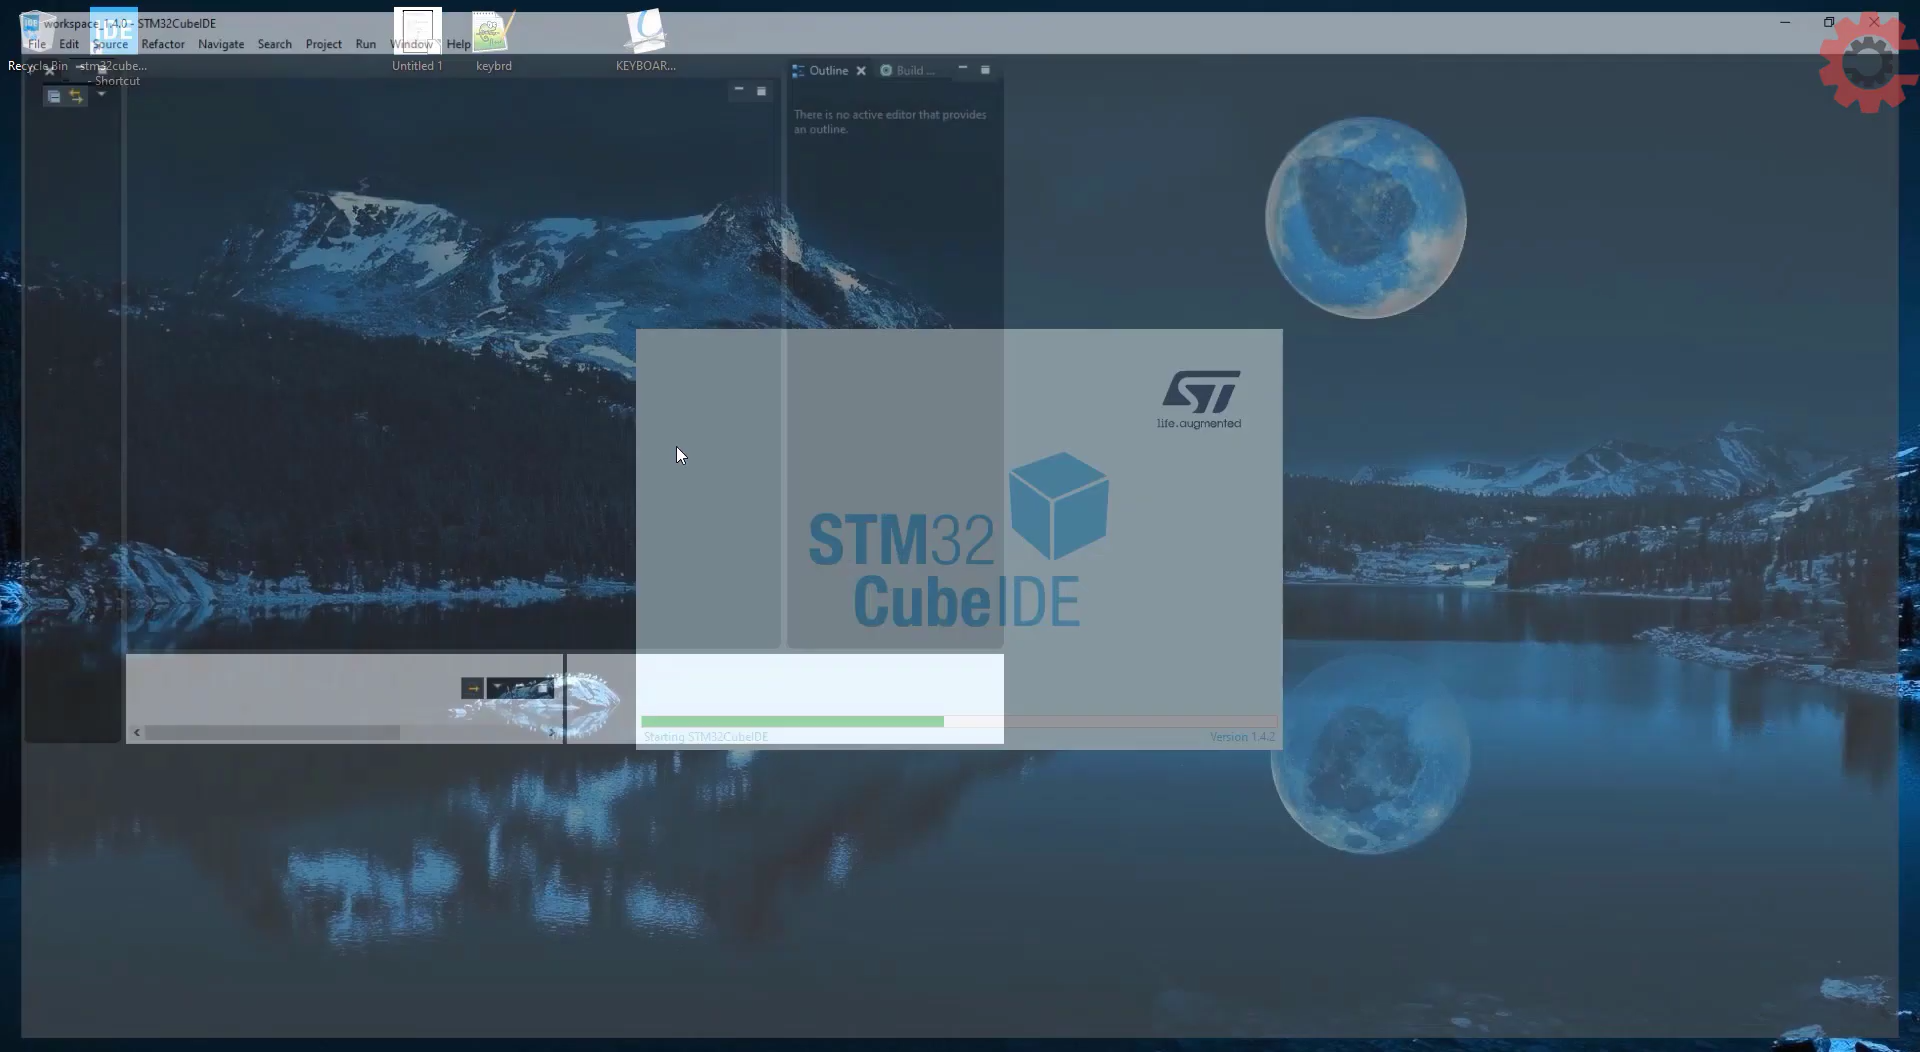 workspace_1.4.0 - STM32CubeIDE
File Edit Source Refactor Navigate Search Project Run Window Help
IDE
Recycle Bin
stm32cube...
- Shortcut
Untitled 1
keybrd
KEYBOAR...
Outline
Build ...
There is no active editor that provides
an outline.
ST
life.augmented
STM32
CubeIDE
Starting STM32CubeIDE
Version 1.4.2